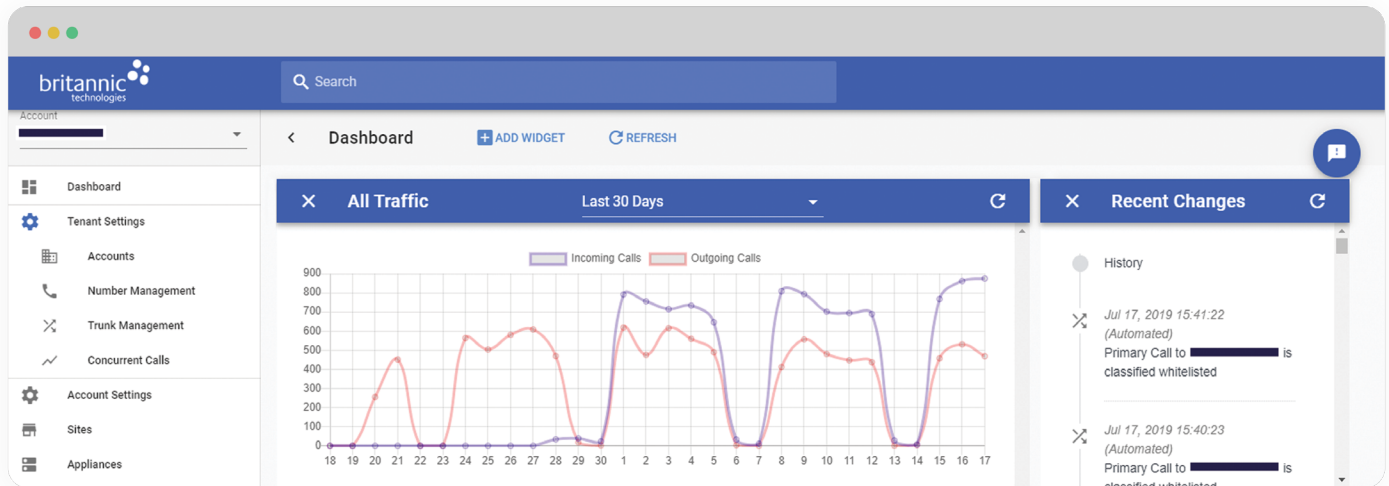 britannic
technologies
Search
Account
Dashboard
Tenant Settings
Accounts
Number Management
Trunk Management
Concurrent Calls
Account Settings
Sites
Appliances
Dashboard
ADD WIDGET
REFRESH
All Traffic
Last 30 Days
Incoming Calls
Outgoing Calls
900
800
700
600
500
400
300
200
100
0
18 19 20 21 22 23 24 25 26 27 28 29 30 1 2 3 4 5 6 7 8 9 10 11 12 13 14 15 16 17
Recent Changes
History
Jul 17, 2019 15:41:22
(Automated)
Primary Call to is
classified whitelisted
Jul 17, 2019 15:40:23
(Automated)
Primary Call to is
classified whitelisted